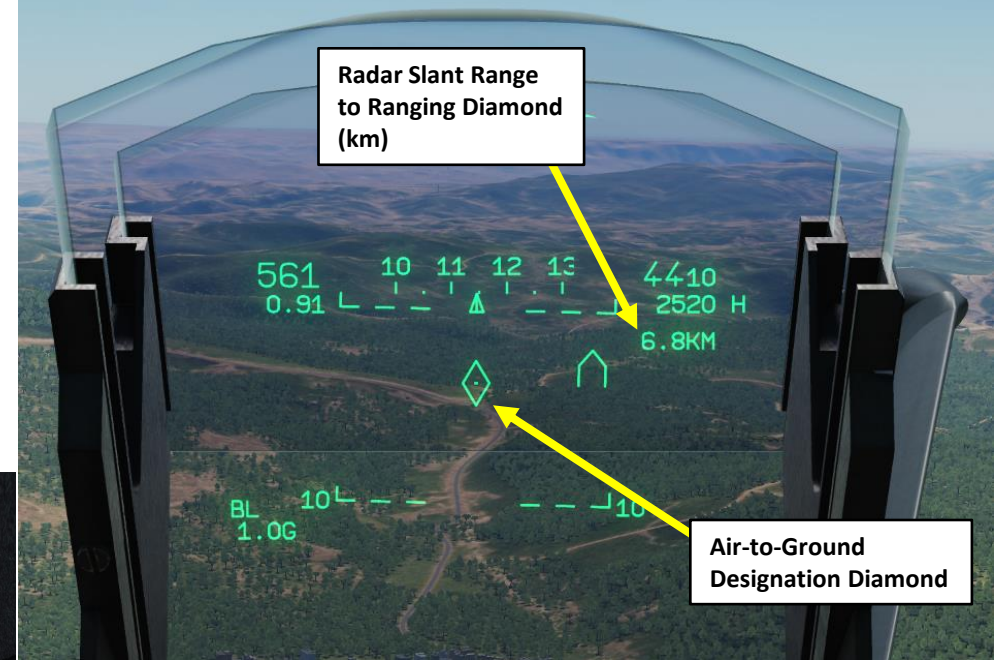 Radar Slant Range
to Ranging Diamond
(km)
561 10 11 12 13 4410
0.91 2520 H
6.8KM
10 10
BL
1.0G
Air-to-Ground
Designation Diamond